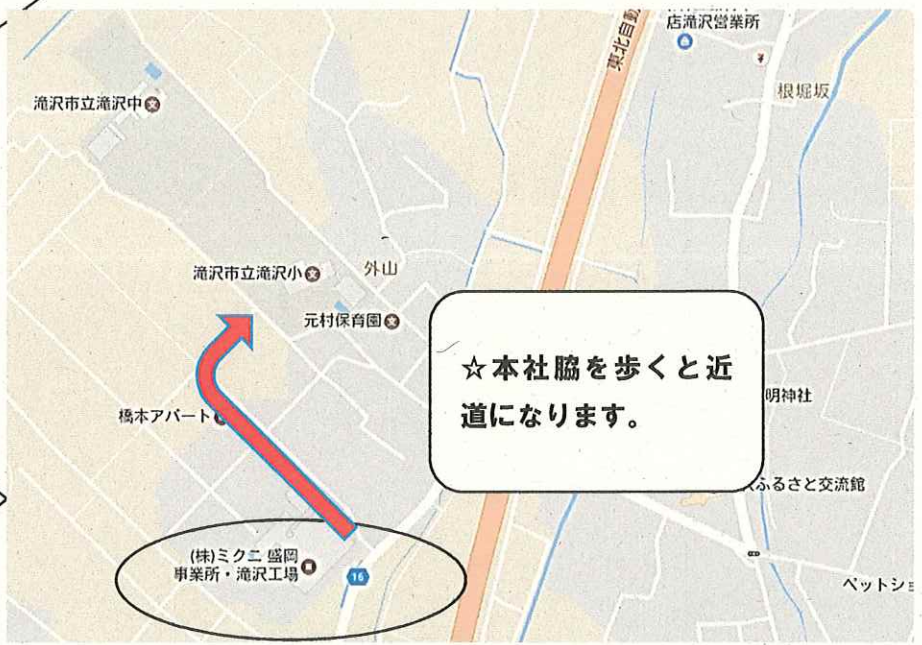 店滝沢営業所
東北自動
滝沢市立滝沢中
根堀坂
滝沢市立滝沢小
外山
元村保育園
☆本社脇を歩くと近
道になります。
橋本アパート
明神社
ふるさと交流館
(株)ミクニ 盛岡
事業所・滝沢工場
16
ペットショ